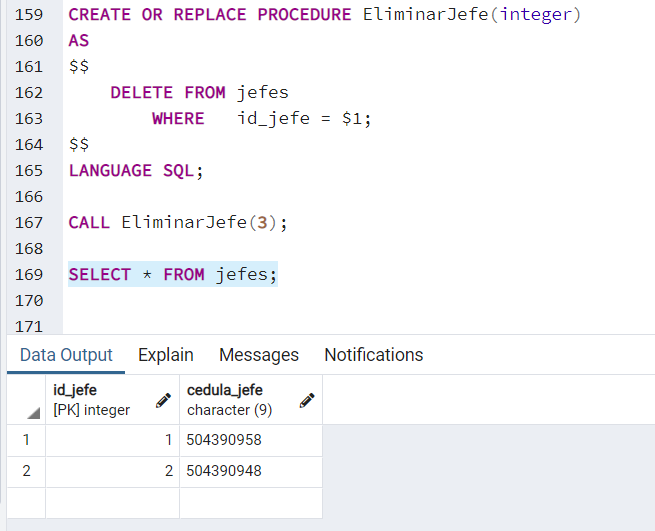 159 CREATE OR REPLACE PROCEDURE EliminarJefe(integer)
160 AS
161 $$
162 DELETE FROM jefes
163 WHERE id_jefe = $1;
164 $$
165 LANGUAGE SQL;
166
167 CALL EliminarJefe(3);
168
169 SELECT * FROM jefes;
170
171
Data Output Explain Messages Notifications
id_jefe cedula_jefe
[PK] integer character (9)
1 1 504390958
2 2 504390948